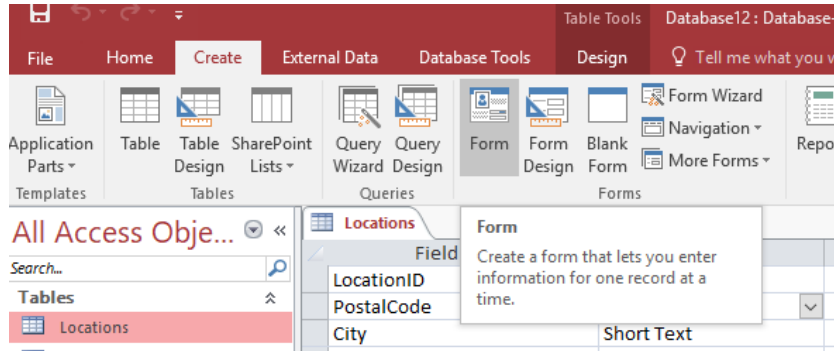 Table Tools Database12 : Database-
File Home Create External Data Database Tools Design Tell me what you w
Application Parts
Table
Table Design
SharePoint Lists
Query Wizard
Query Design
Form
Form Design
Blank Form
Form Wizard
Navigation
More Forms
Repo
Templates Tables Queries Forms
All Access Obje...
Search...
Tables
Locations
Locations
Field
LocationID
PostalCode
City Short Text
Form
Create a form that lets you enter
information for one record at a
time.